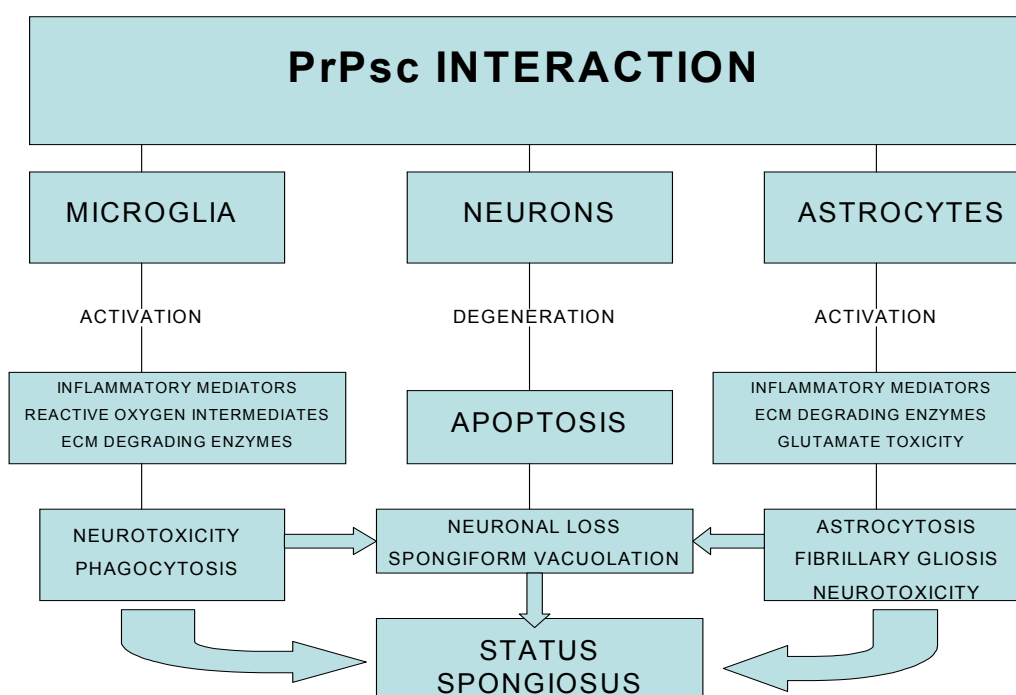 PrPsc INTERACTION
MICROGLIA
NEURONS
ASTROCYTES
ACTIVATION
DEGENERATION
ACTIVATION
INFLAMMATORY MEDIATORS
REACTIVE OXYGEN INTERMEDIATES
ECM DEGRADING ENZYMES
APOPTOSIS
INFLAMMATORY MEDIATORS
ECM DEGRADING ENZYMES
GLUTAMATE TOXICITY
NEUROTOXICITY
PHAGOCYTOSIS
NEURONAL LOSS
SPONGIFORM VACUOLATION
ASTROCYTOSIS
FIBRILLARY GLIOSIS
NEUROTOXICITY
STATUS
SPONGIOSUS